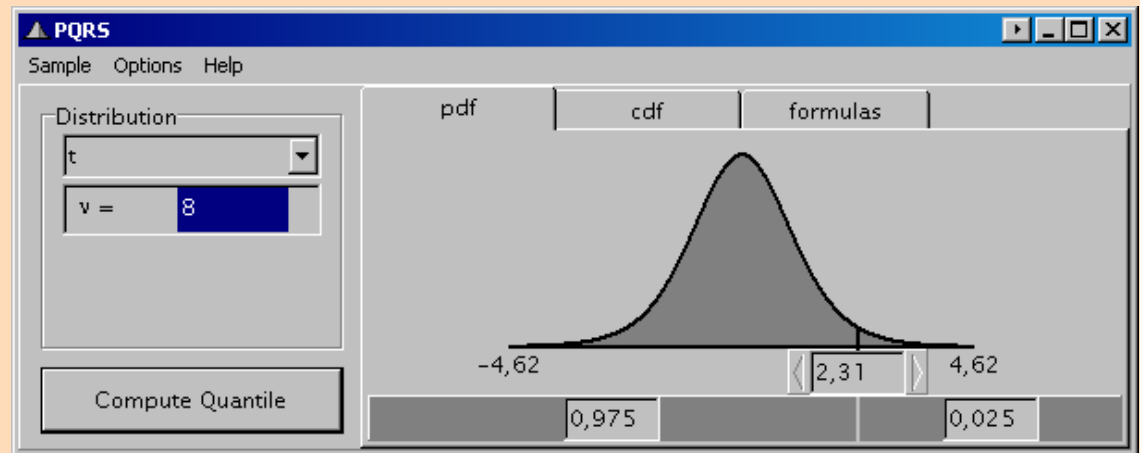 PQRS
Sample Options Help
Distribution
t
ν = 8
Compute Quantile
pdf cdf formulas
-4,62 2,31 4,62
0,975 0,025